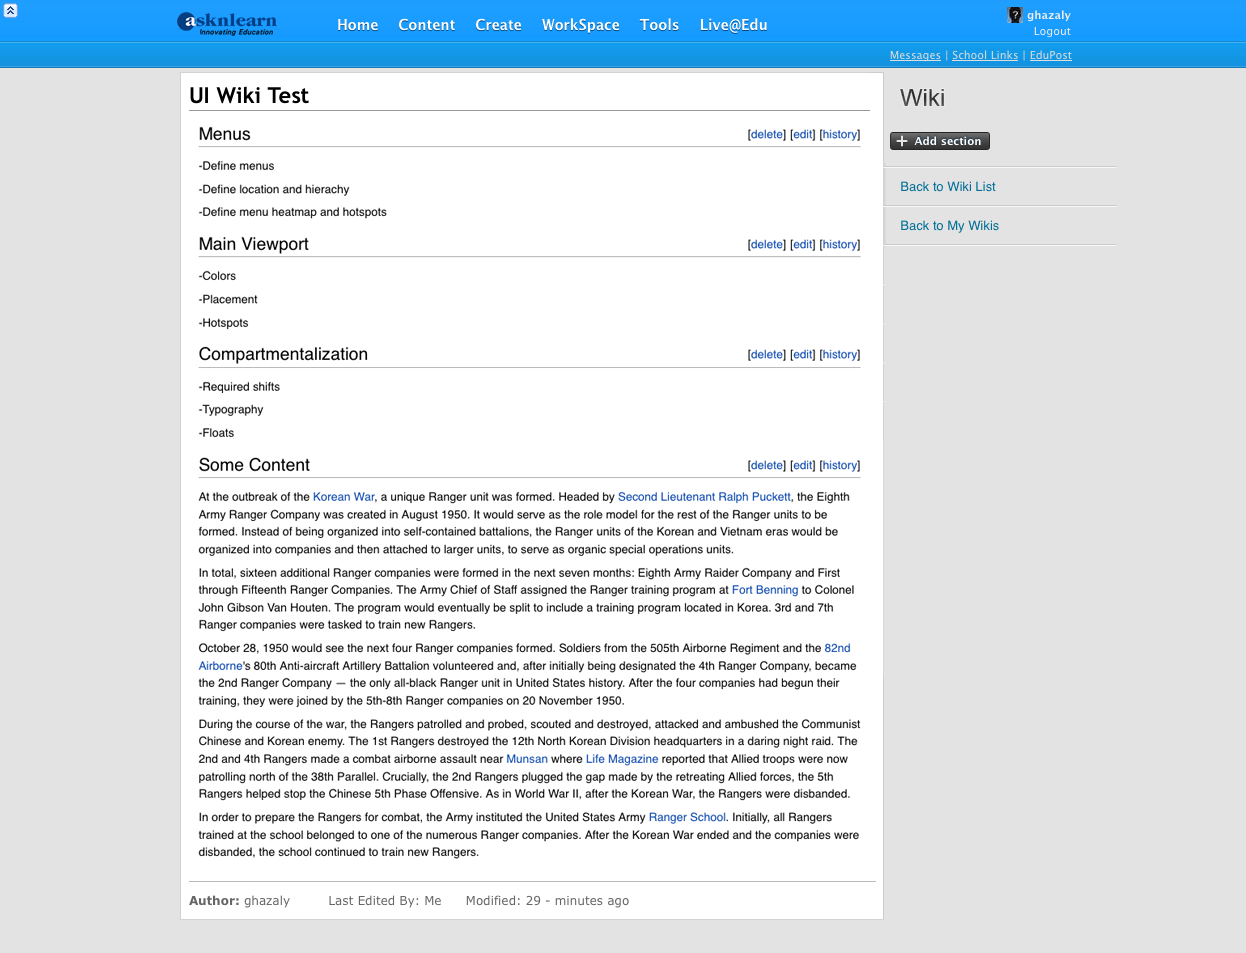 asknlearn
Innovating Education
Home Content Create WorkSpace Tools Live@Edu
? ghazaly
Logout
Messages | School Links | EduPost
UI Wiki Test
Menus [delete] [edit] [history]
-Define menus
-Define location and hierachy
-Define menu heatmap and hotspots
Main Viewport [delete] [edit] [history]
-Colors
-Placement
-Hotspots
Compartmentalization [delete] [edit] [history]
-Required shifts
-Typography
-Floats
Some Content [delete] [edit] [history]
At the outbreak of the Korean War, a unique Ranger unit was formed. Headed by Second Lieutenant Ralph Puckett, the Eighth
Army Ranger Company was created in August 1950. It would serve as the role model for the rest of the Ranger units to be
formed. Instead of being organized into self-contained battalions, the Ranger units of the Korean and Vietnam eras would be
organized into companies and then attached to larger units, to serve as organic special operations units.
In total, sixteen additional Ranger companies were formed in the next seven months: Eighth Army Raider Company and First
through Fifteenth Ranger Companies. The Army Chief of Staff assigned the Ranger training program at Fort Benning to Colonel
John Gibson Van Houten. The program would eventually be split to include a training program located in Korea. 3rd and 7th
Ranger companies were tasked to train new Rangers.
October 28, 1950 would see the next four Ranger companies formed. Soldiers from the 505th Airborne Regiment and the 82nd
Airborne's 80th Anti-aircraft Artillery Battalion volunteered and, after initially being designated the 4th Ranger Company, became
the 2nd Ranger Company — the only all-black Ranger unit in United States history. After the four companies had begun their
training, they were joined by the 5th-8th Ranger companies on 20 November 1950.
During the course of the war, the Rangers patrolled and probed, scouted and destroyed, attacked and ambushed the Communist
Chinese and Korean enemy. The 1st Rangers destroyed the 12th North Korean Division headquarters in a daring night raid. The
2nd and 4th Rangers made a combat airborne assault near Munsan where Life Magazine reported that Allied troops were now
patrolling north of the 38th Parallel. Crucially, the 2nd Rangers plugged the gap made by the retreating Allied forces, the 5th
Rangers helped stop the Chinese 5th Phase Offensive. As in World War II, after the Korean War, the Rangers were disbanded.
In order to prepare the Rangers for combat, the Army instituted the United States Army Ranger School. Initially, all Rangers
trained at the school belonged to one of the numerous Ranger companies. After the Korean War ended and the companies were
disbanded, the school continued to train new Rangers.
Author: ghazaly Last Edited By: Me Modified: 29 - minutes ago
Wiki
+ Add section
Back to Wiki List
Back to My Wikis